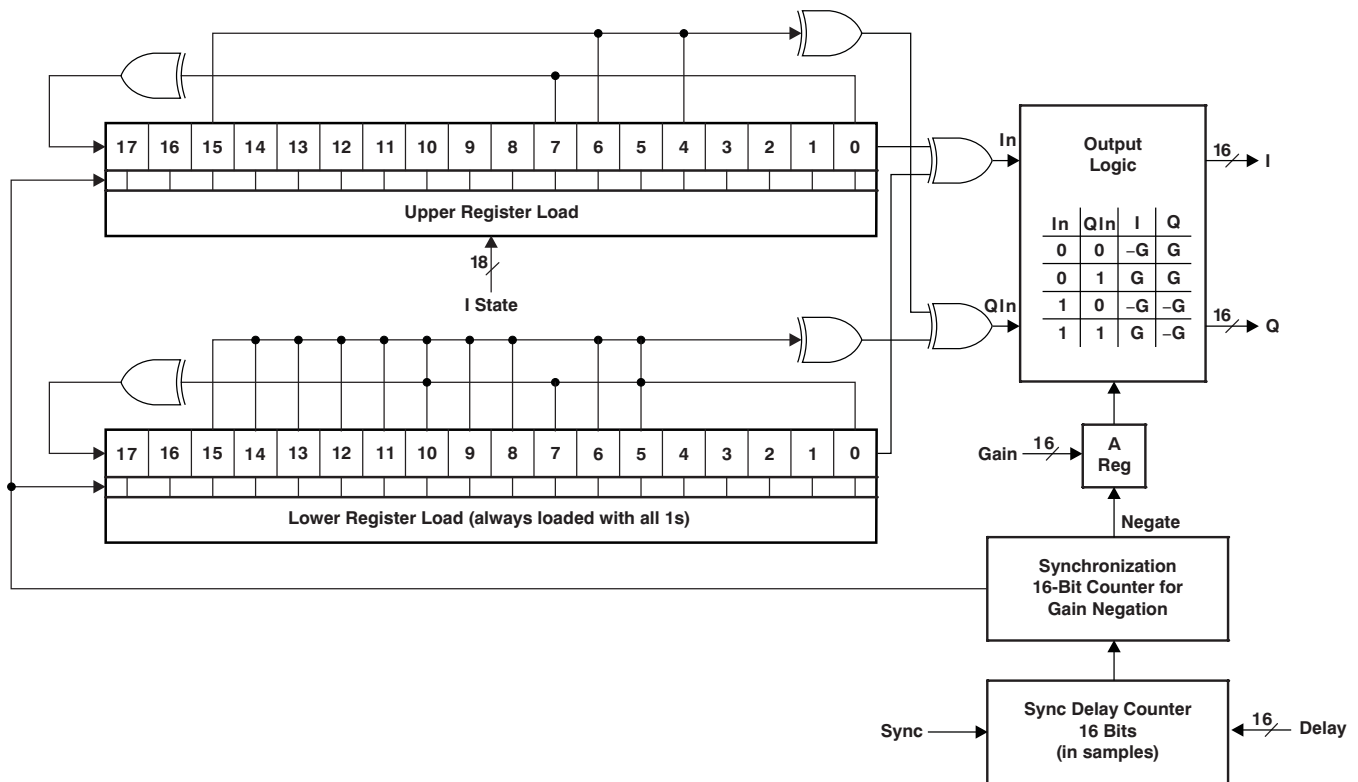 17 16 15 14 13 12 11 10 9 8 7 6 5 4 3 2 1 0
Upper Register Load
18
I State
17 16 15 14 13 12 11 10 9 8 7 6 5 4 3 2 1 0
Lower Register Load (always loaded with all 1s)
In
QIn
Output
Logic
In QIn I Q
0 0 –G G
0 1 G G
1 0 –G –G
1 1 G –G
16 I
16 Q
Gain 16
A
Reg
Negate
Synchronization
16-Bit Counter for
Gain Negation
Sync
Sync Delay Counter
16 Bits
(in samples)
16 Delay